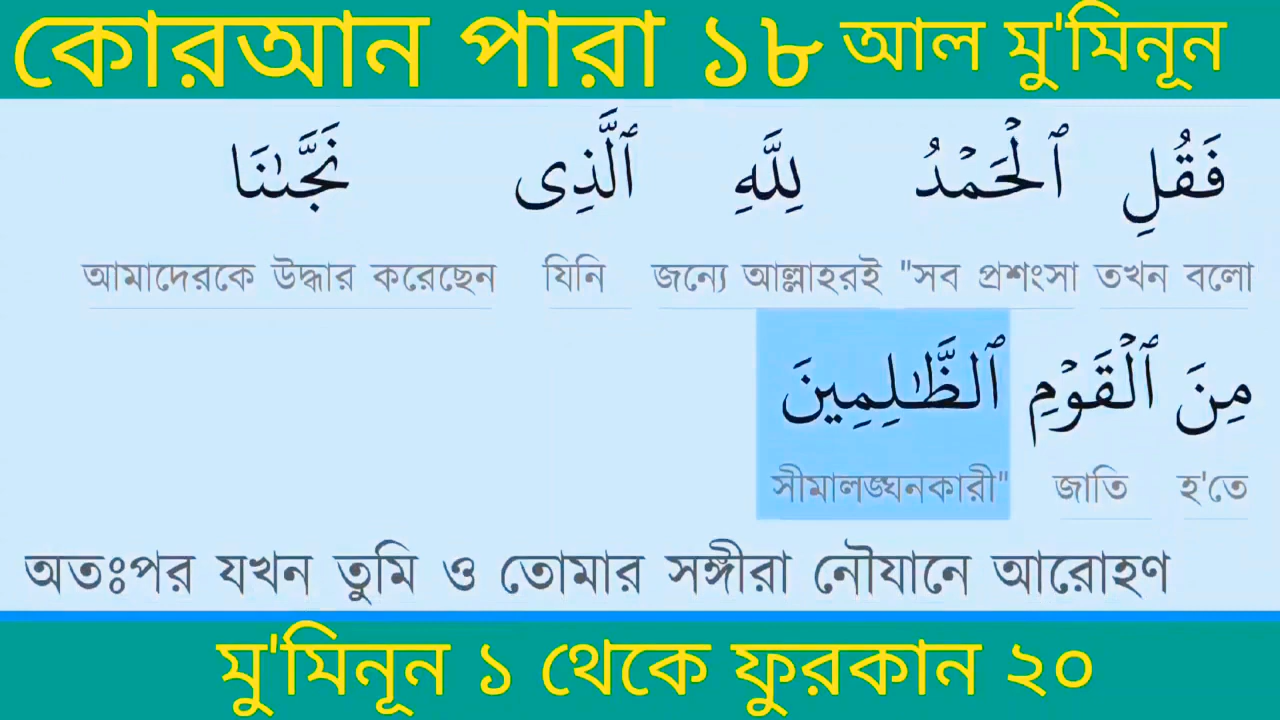 কোরআন পারা ১৮ আল মু'মিনূন
فَقُلِ ٱلْحَمْدُ لِلَّهِ ٱلَّذِى نَجَّىٰنَا
আমাদেরকে উদ্ধার করেছেন যিনি জন্যে আল্লাহরই "সব প্রশংসা তখন বলো
مِنَ ٱلْقَوْمِ ٱلظَّـٰلِمِينَ
সীমালঙ্ঘনকারী" জাতি হ'তে
অতঃপর যখন তুমি ও তোমার সঙ্গীরা নৌযানে আরোহণ
মু'মিনূন ১ থেকে ফুরকান ২০